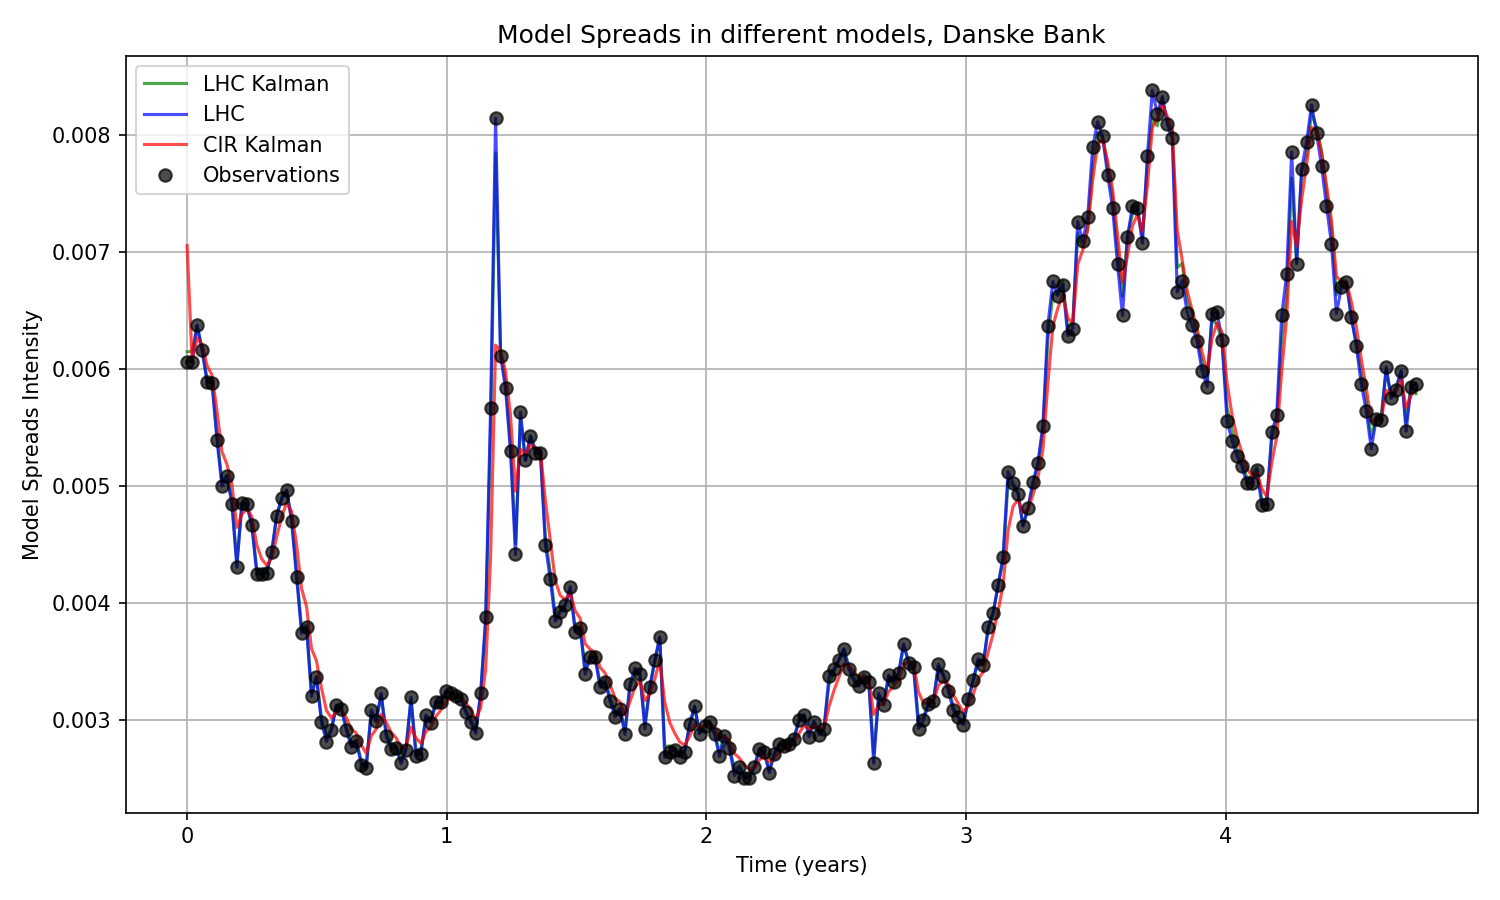 Model Spreads in different models, Danske Bank
LHC Kalman
LHC
CIR Kalman
Observations
Model Spreads Intensity
0.008
0.007
0.006
0.005
0.004
0.003
0 1 2 3 4
Time (years)